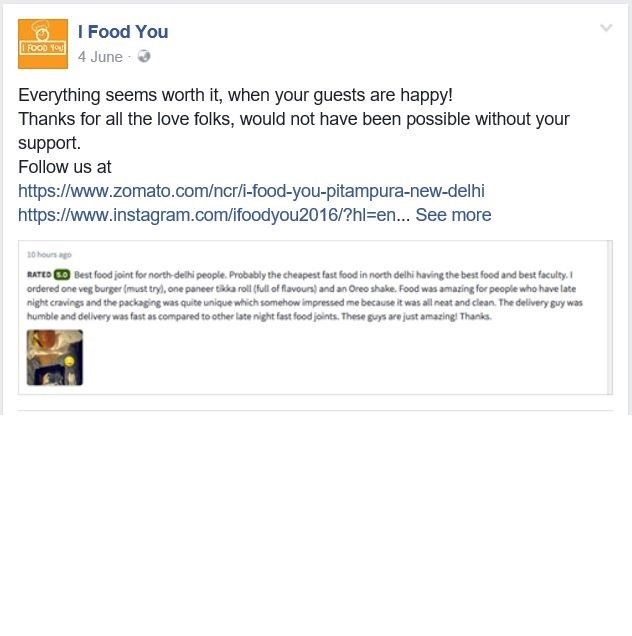 I FOOD YOU
I Food You
4 June ·
Everything seems worth it, when your guests are happy!
Thanks for all the love folks, would not have been possible without your
support.
Follow us at
https://www.zomato.com/ncr/i-food-you-pitampura-new-delhi
https://www.instagram.com/ifoodyou2016/?hl=en... See more
10 hours ago
RATED 5.0 Best food joint for north-delhi people. Probably the cheapest fast food in north delhi having the best food and best faculty. I
ordered one veg burger (must try), one paneer tikka roll (full of flavours) and an Oreo shake. Food was amazing for people who have late
night cravings and the packaging was quite unique which somehow impressed me because it was all neat and clean. The delivery guy was
humble and delivery was fast as compared to other late night fast food joints. These guys are just amazing! Thanks.